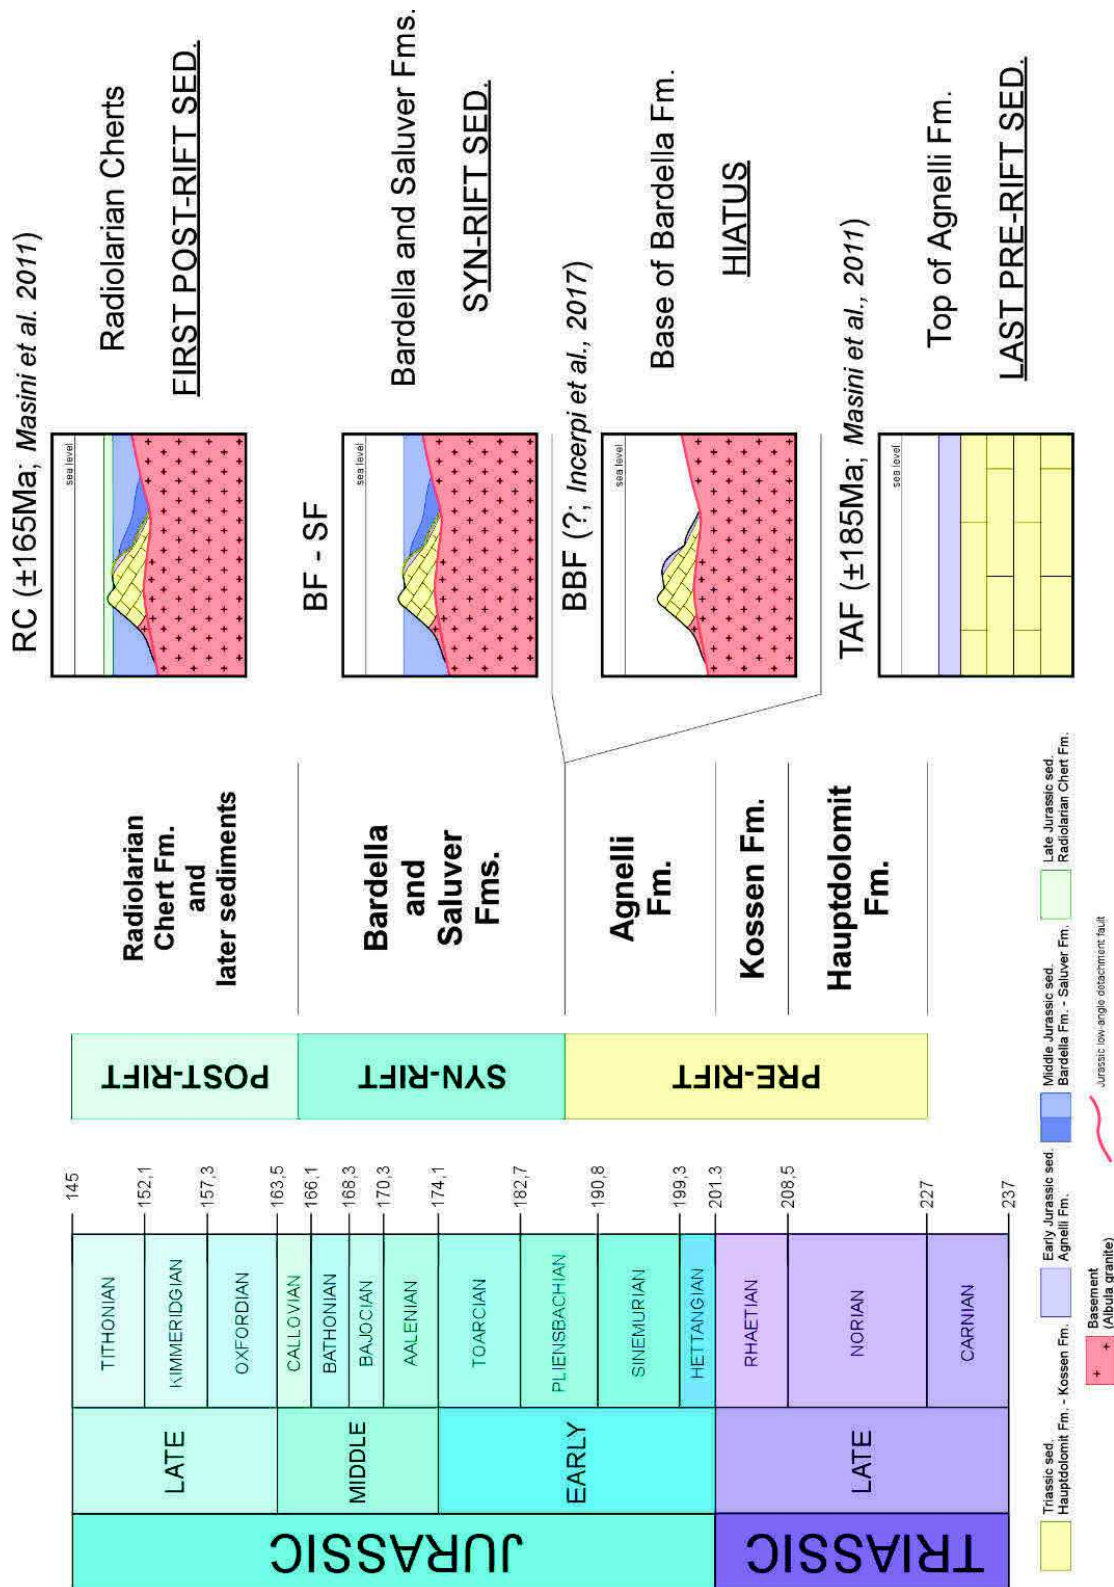 JURASSIC
TRIASSIC
LATE
MIDDLE
EARLY
LATE
TITHONIAN
KIMMERIDGIAN
OXFORDIAN
CALLOVIAN
BATHONIAN
BAJOCIAN
AALENIAN
TOARCIAN
PLIENSBACHIAN
SINEMURIAN
HETTANGIAN
RHAETIAN
NORIAN
CARNIAN
145
152,1
157,3
163,5
166,1
168,3
170,3
174,1
182,7
190,8
199,3
201.3
208,5
227
237
POST-RIFT
SYN-RIFT
PRE-RIFT
Radiolarian
Chert Fm.
and
later sediments
Bardella
and
Saluver
Fms.
Agnelli
Fm.
Kossen Fm.
Hauptdolomit
Fm.
RC (±165Ma; Masini et al. 2011)
sea level
Radiolarian Cherts
FIRST POST-RIFT SED.
BF - SF
sea level
Bardella and Saluver Fms.
SYN-RIFT SED.
BBF (?; Incerpi et al., 2017)
sea level
Base of Bardella Fm.
HIATUS
TAF (±185Ma; Masini et al., 2011)
sea level
Top of Agnelli Fm.
LAST PRE-RIFT SED.
Triassic sed.
Hauptdolomit Fm. - Kossen Fm.
Early Jurassic sed.
Agnelli Fm.
Middle Jurassic sed.
Bardella Fm. - Saluver Fm.
Late Jurassic sed.
Radiolarian Chert Fm.
Basement
(Albula granite)
Jurassic low-angle detachment fault